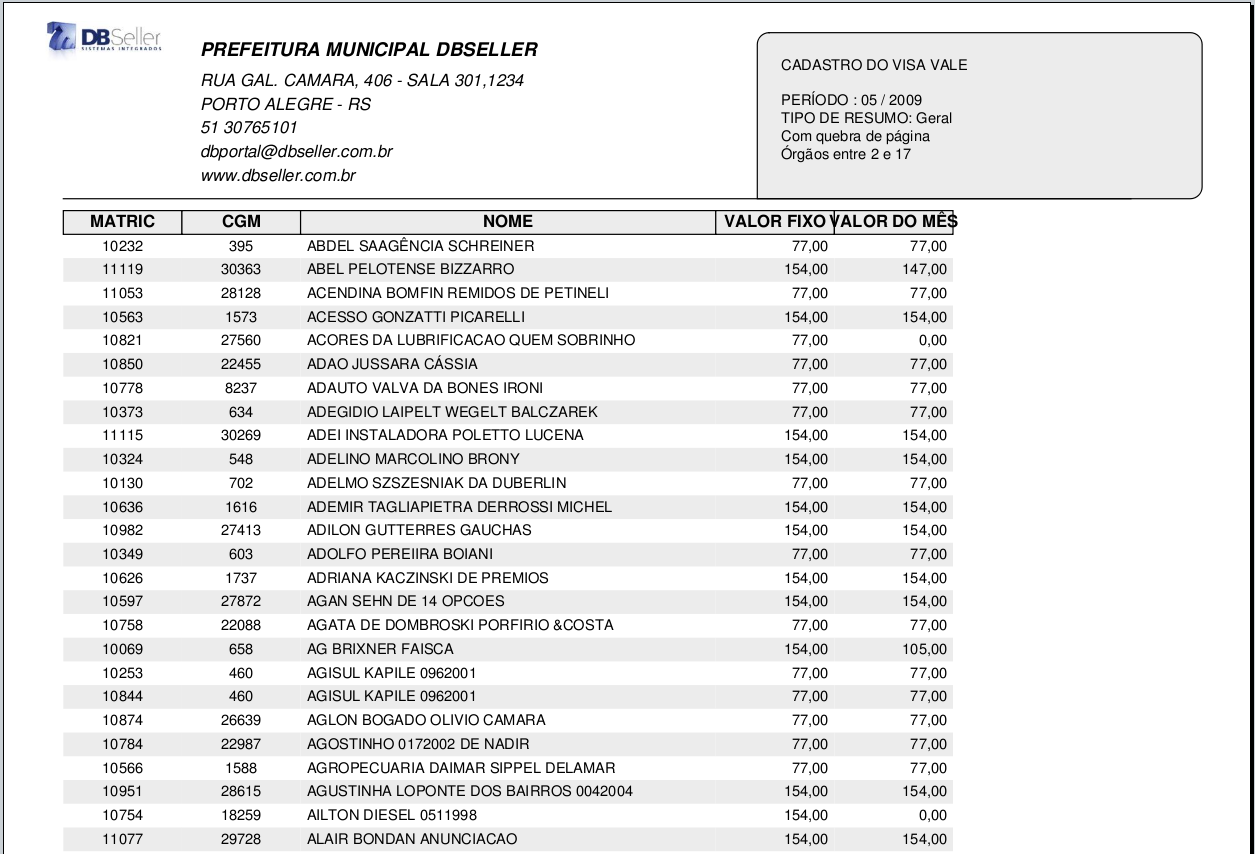 DBSeller
SISTEMAS INTEGRADOS
PREFEITURA MUNICIPAL DBSELLER
RUA GAL. CAMARA, 406 - SALA 301,1234
PORTO ALEGRE - RS
51 30765101
dbportal@dbseller.com.br
www.dbseller.com.br
CADASTRO DO VISA VALE
PERÍODO : 05 / 2009
TIPO DE RESUMO: Geral
Com quebra de página
Órgãos entre 2 e 17
MATRIC CGM NOME VALOR FIXO VALOR DO MÊS
10232 395 ABDEL SAAGÊNCIA SCHREINER 77,00 77,00
11119 30363 ABEL PELOTENSE BIZZARRO 154,00 147,00
11053 28128 ACENDINA BOMFIN REMIDOS DE PETINELI 77,00 77,00
10563 1573 ACESSO GONZATTI PICARELLI 154,00 154,00
10821 27560 ACORES DA LUBRIFICACAO QUEM SOBRINHO 77,00 0,00
10850 22455 ADAO JUSSARA CÁSSIA 77,00 77,00
10778 8237 ADAUTO VALVA DA BONES IRONI 77,00 77,00
10373 634 ADEGIDIO LAIPELT WEGELT BALCZAREK 77,00 77,00
11115 30269 ADEI INSTALADORA POLETTO LUCENA 154,00 154,00
10324 548 ADELINO MARCOLINO BRONY 154,00 154,00
10130 702 ADELMO SZSZESNIAK DA DUBERLIN 77,00 77,00
10636 1616 ADEMIR TAGLIAPIETRA DERROSSI MICHEL 154,00 154,00
10982 27413 ADILON GUTTERRES GAUCHAS 154,00 154,00
10349 603 ADOLFO PEREIIRA BOIANI 77,00 77,00
10626 1737 ADRIANA KACZINSKI DE PREMIOS 154,00 154,00
10597 27872 AGAN SEHN DE 14 OPCOES 154,00 154,00
10758 22088 AGATA DE DOMBROSKI PORFIRIO &COSTA 77,00 77,00
10069 658 AG BRIXNER FAISCA 154,00 105,00
10253 460 AGISUL KAPILE 0962001 77,00 77,00
10844 460 AGISUL KAPILE 0962001 77,00 77,00
10874 26639 AGLON BOGADO OLIVIO CAMARA 77,00 77,00
10784 22987 AGOSTINHO 0172002 DE NADIR 77,00 77,00
10566 1588 AGROPECUARIA DAIMAR SIPPEL DELAMAR 77,00 77,00
10951 28615 AGUSTINHA LOPONTE DOS BAIRROS 0042004 154,00 154,00
10754 18259 AILTON DIESEL 0511998 154,00 0,00
11077 29728 ALAIR BONDAN ANUNCIACAO 154,00 154,00